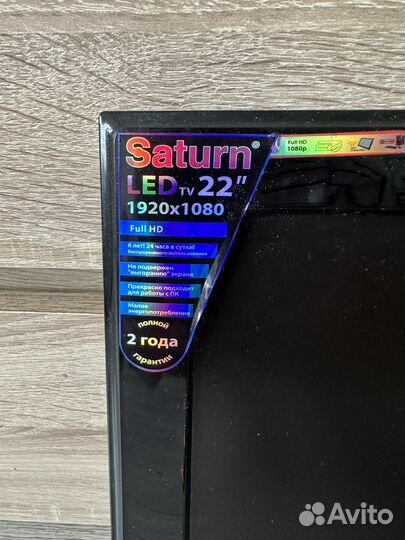 Saturn®
LED TV 22"
1920x1080
Full HD
6 лет! 24 часа в сутки!
Беспрерывного использования
Не подвержен
"выгоранию" экрана
Прекрасно подходит
для работы с ПК
Малое
энергопотребление
полной
2 года
гарантии
Full HD
1080p
Avito